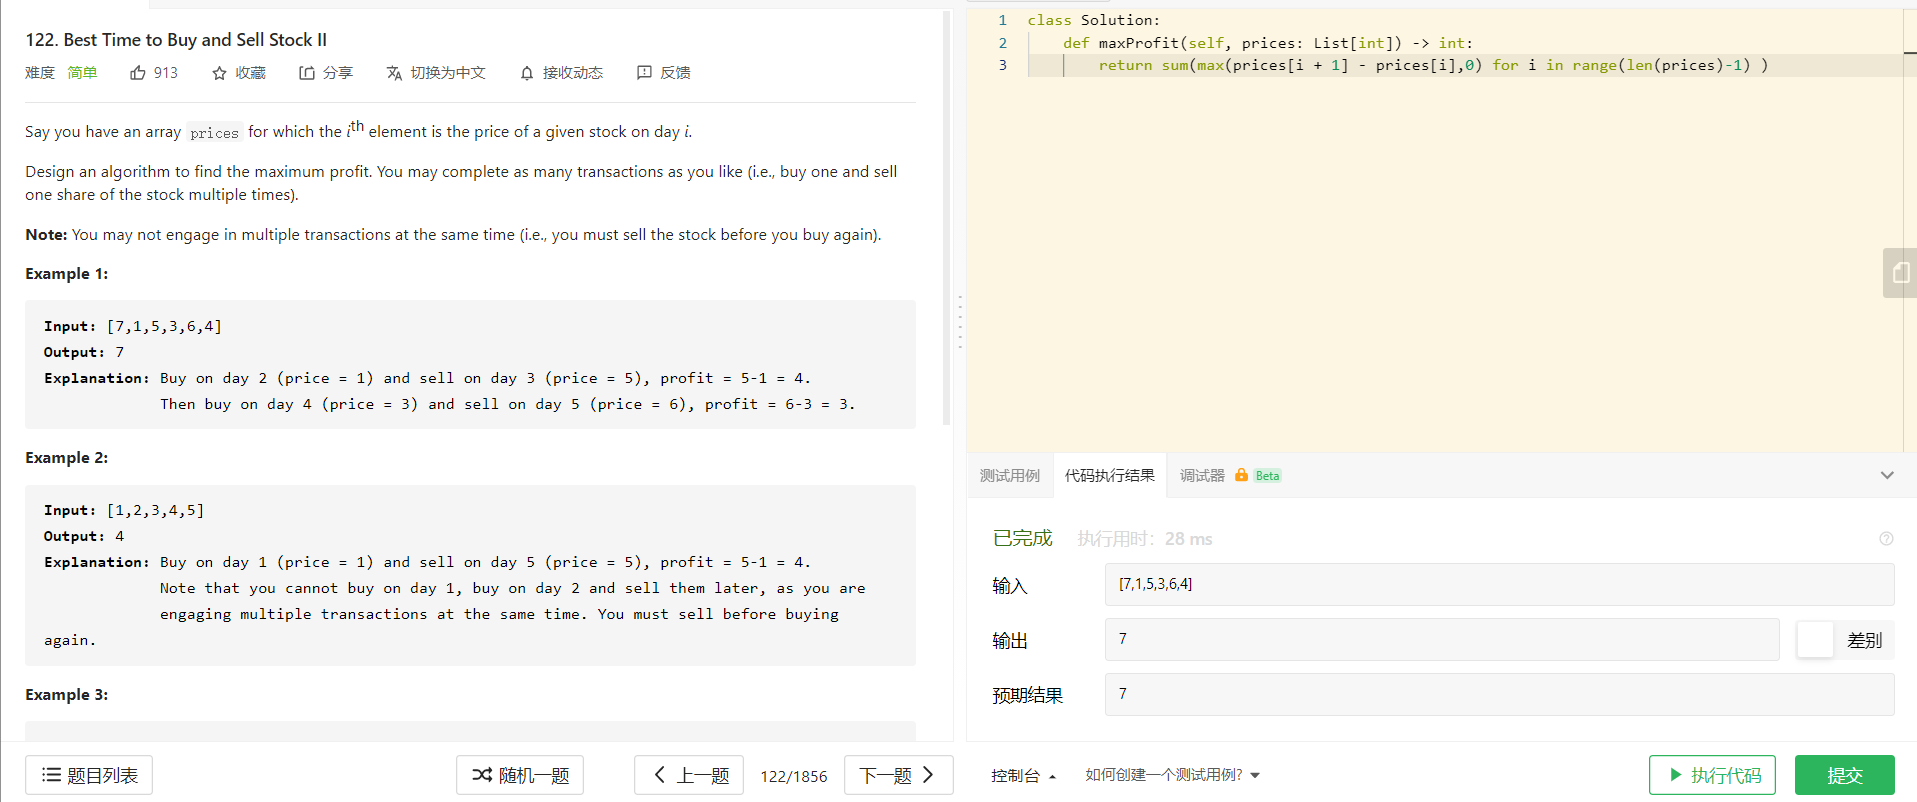 122. Best Time to Buy and Sell Stock II
难度 简单 913 收藏 分享 切换为中文 接收动态 反馈
Say you have an array prices for which the ith element is the price of a given stock on day i.
Design an algorithm to find the maximum profit. You may complete as many transactions as you like (i.e., buy one and sell
one share of the stock multiple times).
Note: You may not engage in multiple transactions at the same time (i.e., you must sell the stock before you buy again).
Example 1:
Input: [7,1,5,3,6,4]
Output: 7
Explanation: Buy on day 2 (price = 1) and sell on day 3 (price = 5), profit = 5-1 = 4.
Then buy on day 4 (price = 3) and sell on day 5 (price = 6), profit = 6-3 = 3.
Example 2:
Input: [1,2,3,4,5]
Output: 4
Explanation: Buy on day 1 (price = 1) and sell on day 5 (price = 5), profit = 5-1 = 4.
Note that you cannot buy on day 1, buy on day 2 and sell them later, as you are
engaging multiple transactions at the same time. You must sell before buying
again.
Example 3:
题目列表 随机一题 上一题 122/1856 下一题
1 class Solution:
2 def maxProfit(self, prices: List[int]) -> int:
3 return sum(max(prices[i + 1] - prices[i],0) for i in range(len(prices)-1) )
测试用例 代码执行结果 调试器 Beta
已完成 执行用时: 28 ms
输入 [7,1,5,3,6,4]
输出 7 差别
预期结果 7
控制台 如何创建一个测试用例? 执行代码 提交